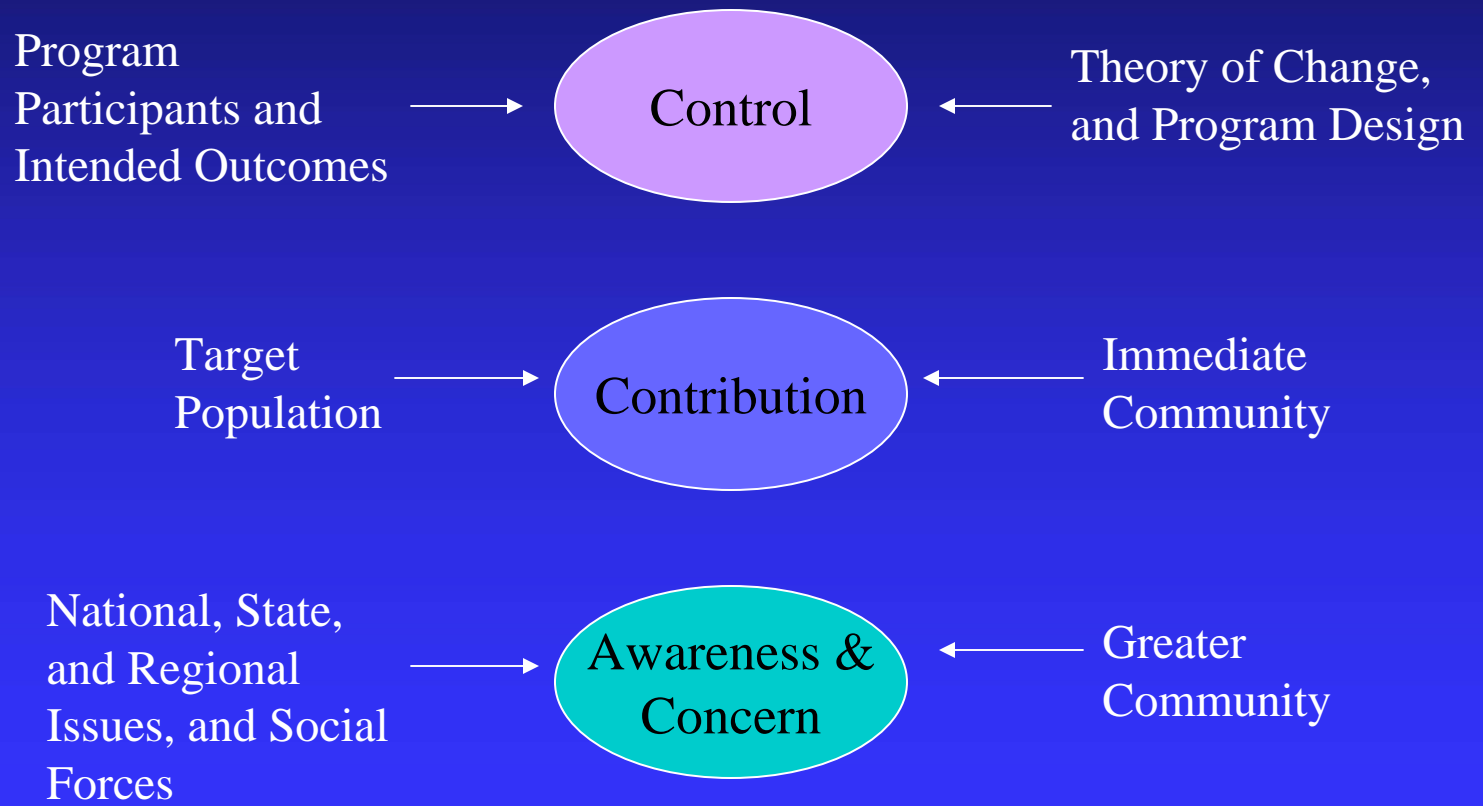 Program
Participants and
Intended Outcomes
Control
Theory of Change,
and Program Design
Target
Population
Contribution
Immediate
Community
National, State,
and Regional
Issues, and Social
Forces
Awareness &
Concern
Greater
Community